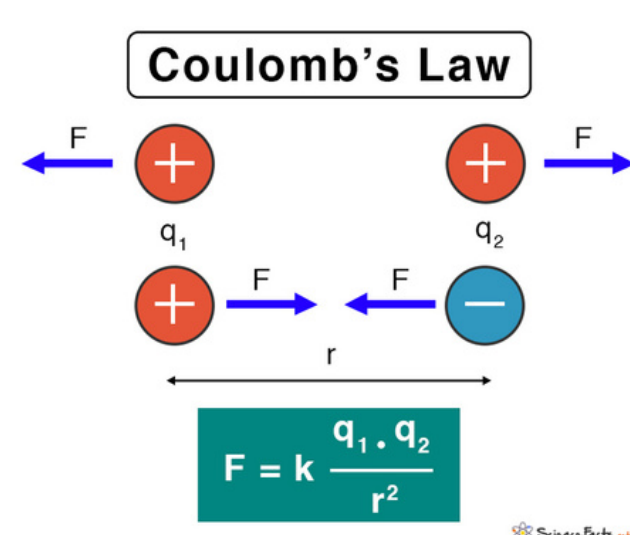 Coulomb's Law
F F
+ +
q₁ q₂
F F
+ −
r
F = k q₁ . q₂
r²